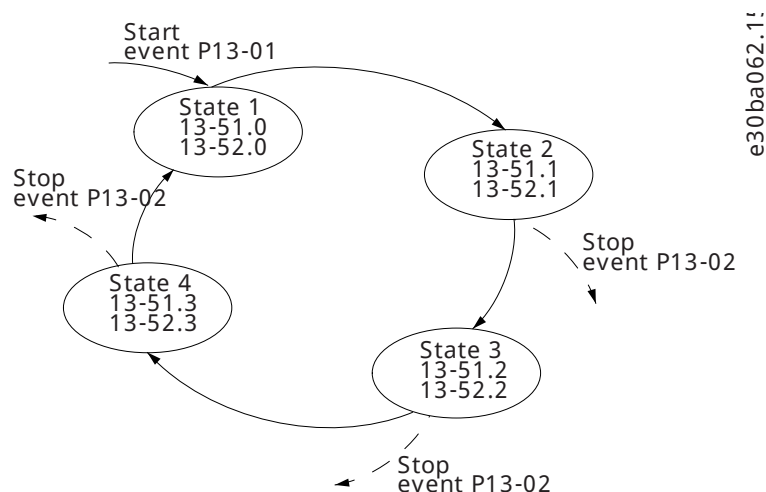 Start
event P13-01
State 1
13-51.0
13-52.0
State 2
13-51.1
13-52.1
Stop
event P13-02
Stop
event P13-02
State 4
13-51.3
13-52.3
State 3
13-51.2
13-52.2
Stop
event P13-02